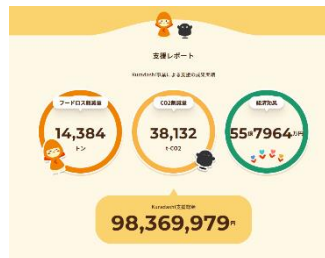 支援レポート
Kuradashi事業による支援の成果実績
フードロス削減量
14,384
トン
CO2削減量
38,132
t-CO2
経済効果
55億7964万円
Kuradashi支援総額
98,369,979円